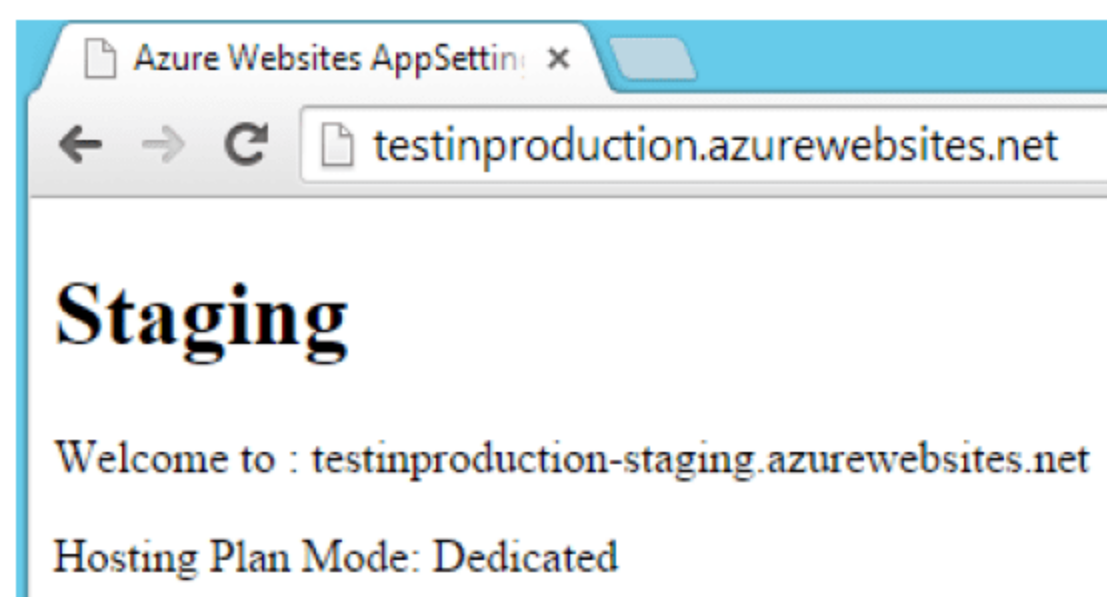 Azure Websites AppSettin
testinproduction.azurewebsites.net
Staging
Welcome to : testinproduction-staging.azurewebsites.net
Hosting Plan Mode: Dedicated